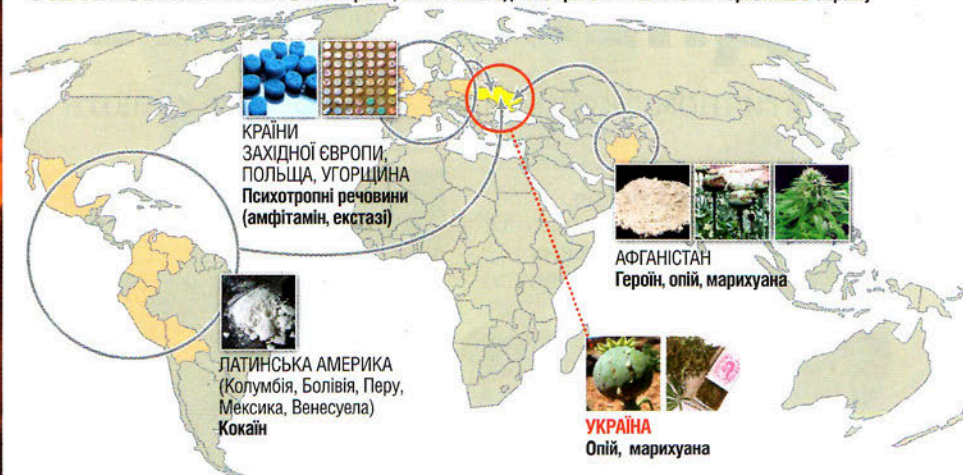 КРАЇНИ
ЗАХІДНОЇ ЄВРОПИ,
ПОЛЬЩА, УГОРЩИНА
Психотропні речовини
(амфітамін, екстазі)
АФГАНІСТАН
Героїн, опій, марихуана
ЛАТИНСЬКА АМЕРИКА
(Колумбія, Болівія, Перу,
Мексика, Венесуела)
Кокаїн
УКРАЇНА
Опій, марихуана